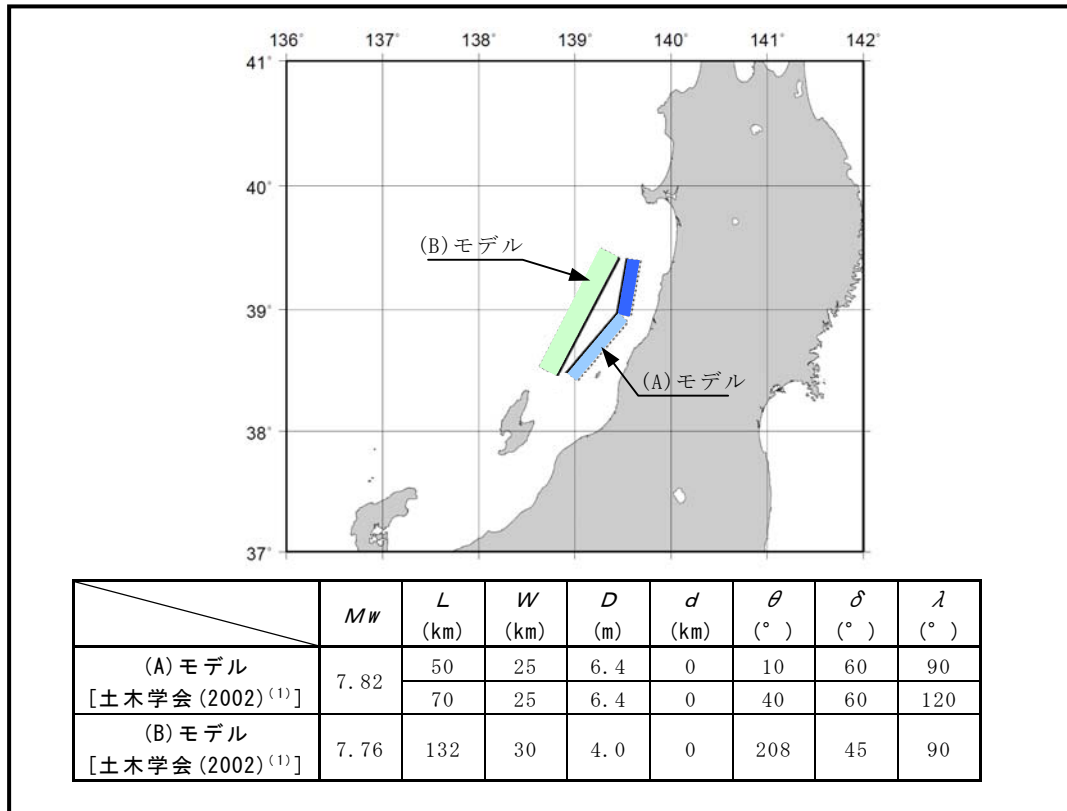 136° 137° 138° 139° 140° 141° 142°
41°
40°
(B)モデル
39°
(A)モデル
38°
37°
Mw L W D d θ δ λ
(km) (km) (m) (km) (°) (°) (°)
(A)モデル
[土木学会(2002)(1)]
7.82 50 25 6.4 0 10 60 90
70 25 6.4 0 40 60 120
(B)モデル
[土木学会(2002)(1)]
7.76 132 30 4.0 0 208 45 90